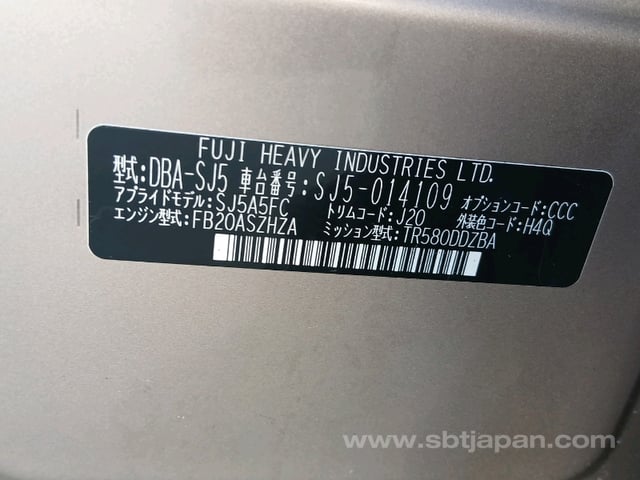 FUJI HEAVY INDUSTRIES LTD.
型式:DBA-SJ5 車台番号:SJ5-014109
アプライドモデル:SJ5A5FC トリムコード:J20 オプションコード:CCC
エンジン型式:FB20ASZHZA ミッション型式:TR580DDZBA 外装色コード:H4Q
www.sbtjapan.com